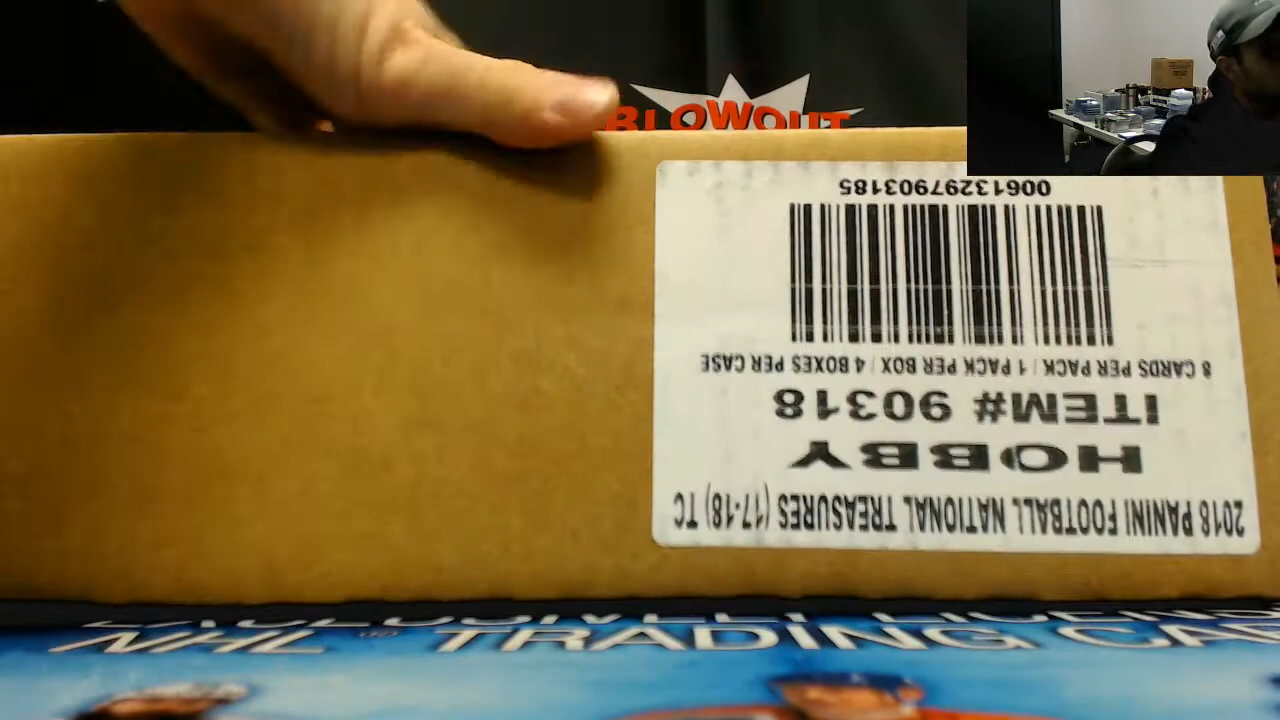 BLOWOUT
2018 PANINI FOOTBALL NATIONAL TREASURES (17-18) TC
HOBBY
ITEM# 90318
8 CARDS PER PACK / 1 PACK PER BOX / 4 BOXES PER CASE
00613297903185
NHL TRADING